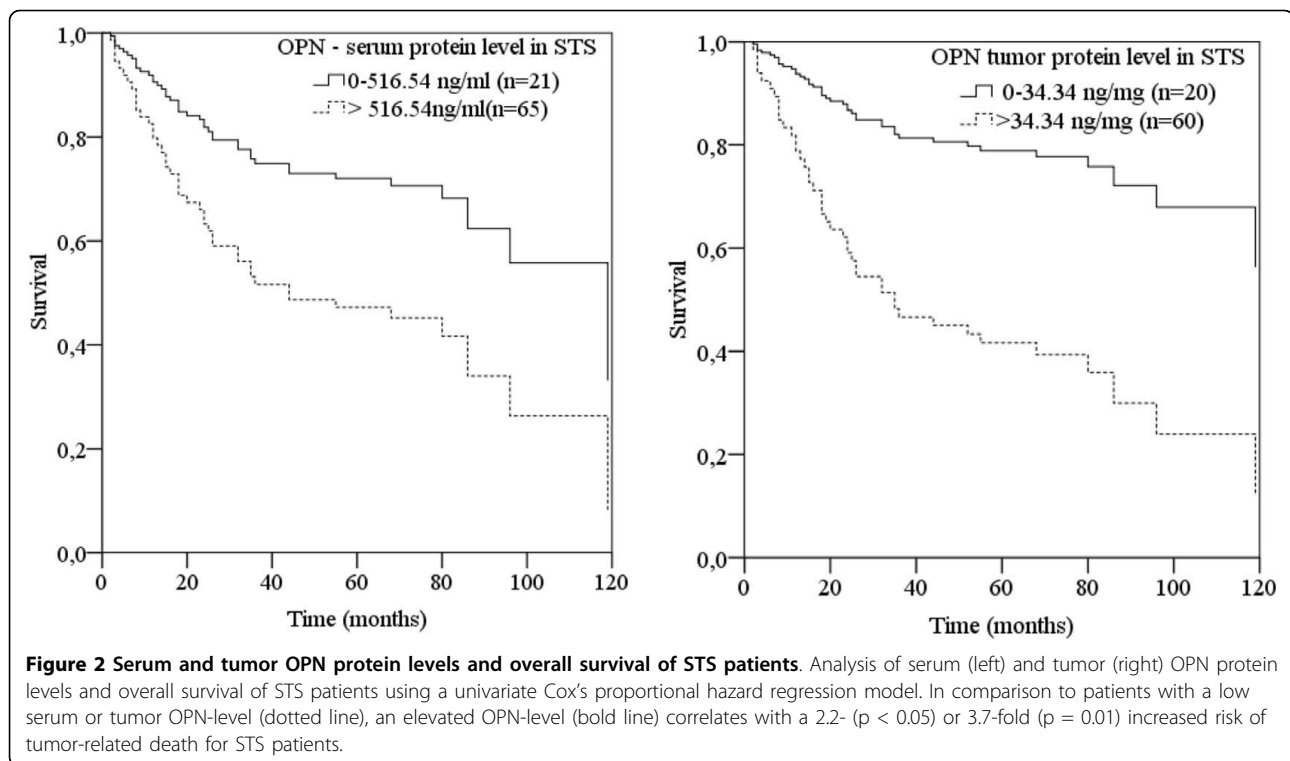 OPN - serum protein level in STS
0-516.54 ng/ml (n=21)
> 516.54ng/ml(n=65)
1,0
0,8
0,6
0,4
0,2
0,0
Survival
0
20
40
60
80
100
120
Time (months)
OPN tumor protein level in STS
0-34.34 ng/mg (n=20)
>34.34 ng/mg (n=60)
1,0
0,8
0,6
0,4
0,2
0,0
Survival
0
20
40
60
80
100
120
Time (months)
Figure 2 Serum and tumor OPN protein levels and overall survival of STS patients. Analysis of serum (left) and tumor (right) OPN protein
levels and overall survival of STS patients using a univariate Cox's proportional hazard regression model. In comparison to patients with a low
serum or tumor OPN-level (dotted line), an elevated OPN-level (bold line) correlates with a 2.2- (p < 0.05) or 3.7-fold (p = 0.01) increased risk of
tumor-related death for STS patients.